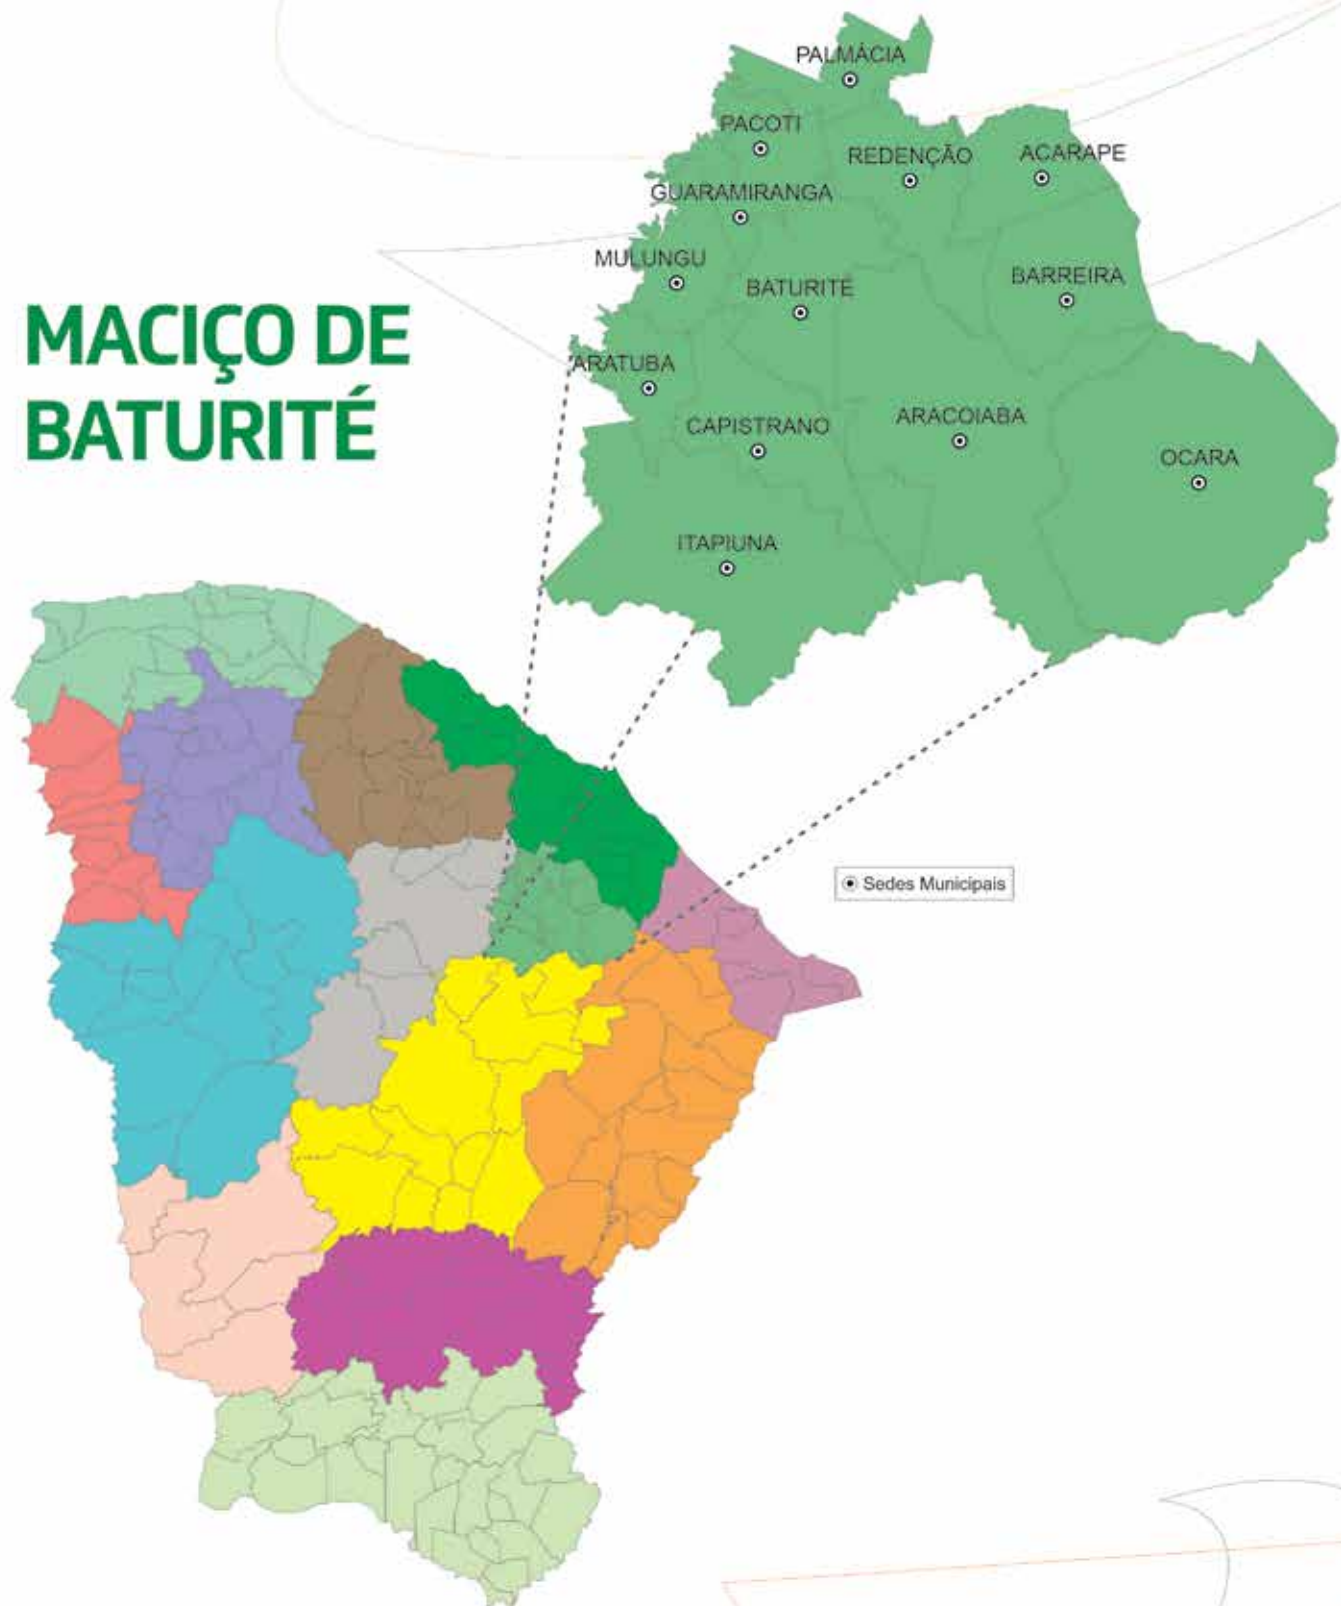 PALMÁCIA
PACOTI
REDENÇÃO
ACARAPE
GUARAMIRANGA
MULUNGU
BATURITÉ
BARREIRA
MACIÇO DE
BATURITÉ
ARATUBA
CAPISTRANO
ARACOIABA
OCARA
ITAPIUNA
Sedes Municipais